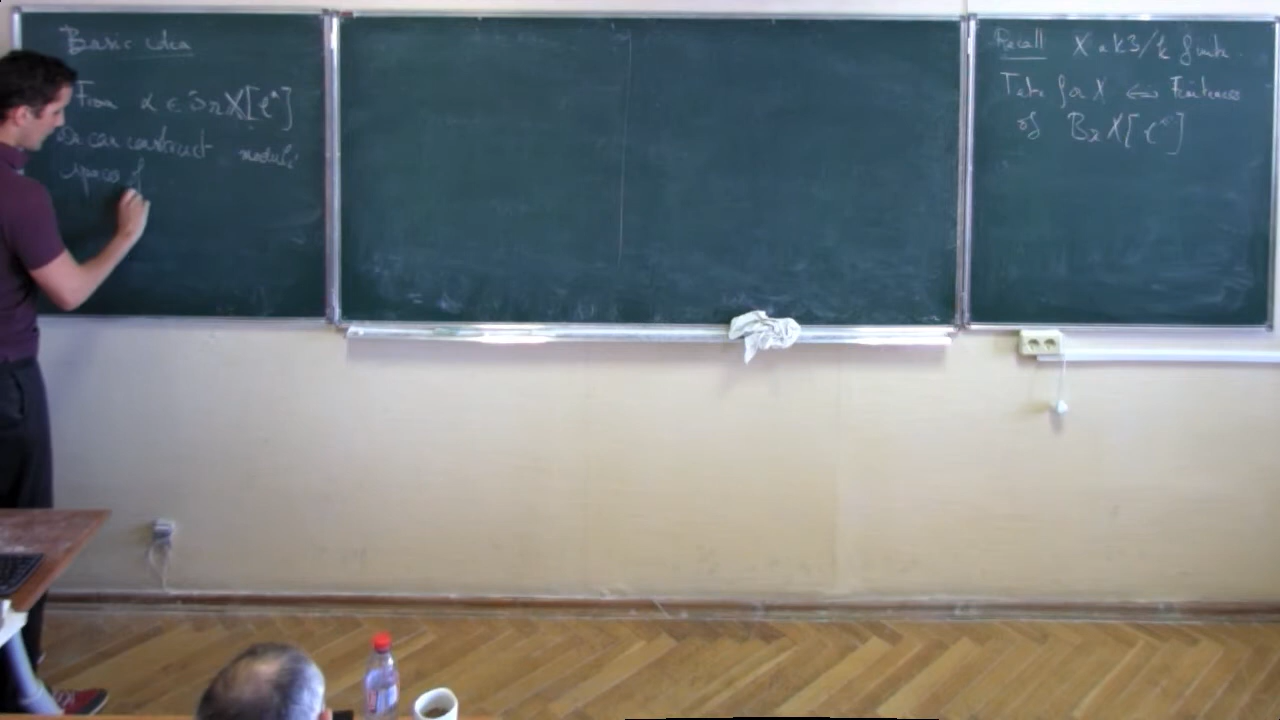 Basic idea
From α ∈ Br X[ℓ^∞]
we can construct moduli
spaces of
Recall X a K3/k finite.
Tate for X ⇔ Finiteness
of Br X[ℓ^∞]